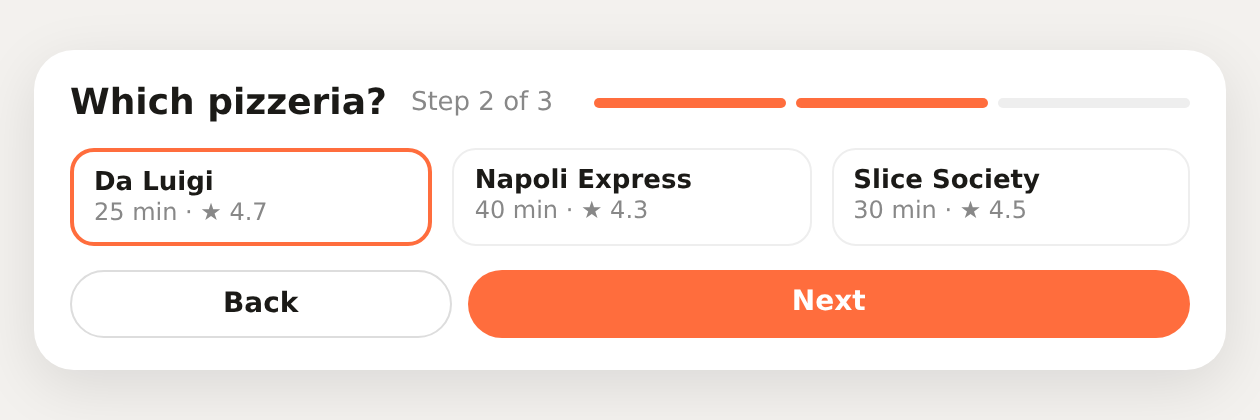 Which pizzeria? Step 2 of 3
Da Luigi
25 min · ★ 4.7
Napoli Express
40 min · ★ 4.3
Slice Society
30 min · ★ 4.5
Back
Next